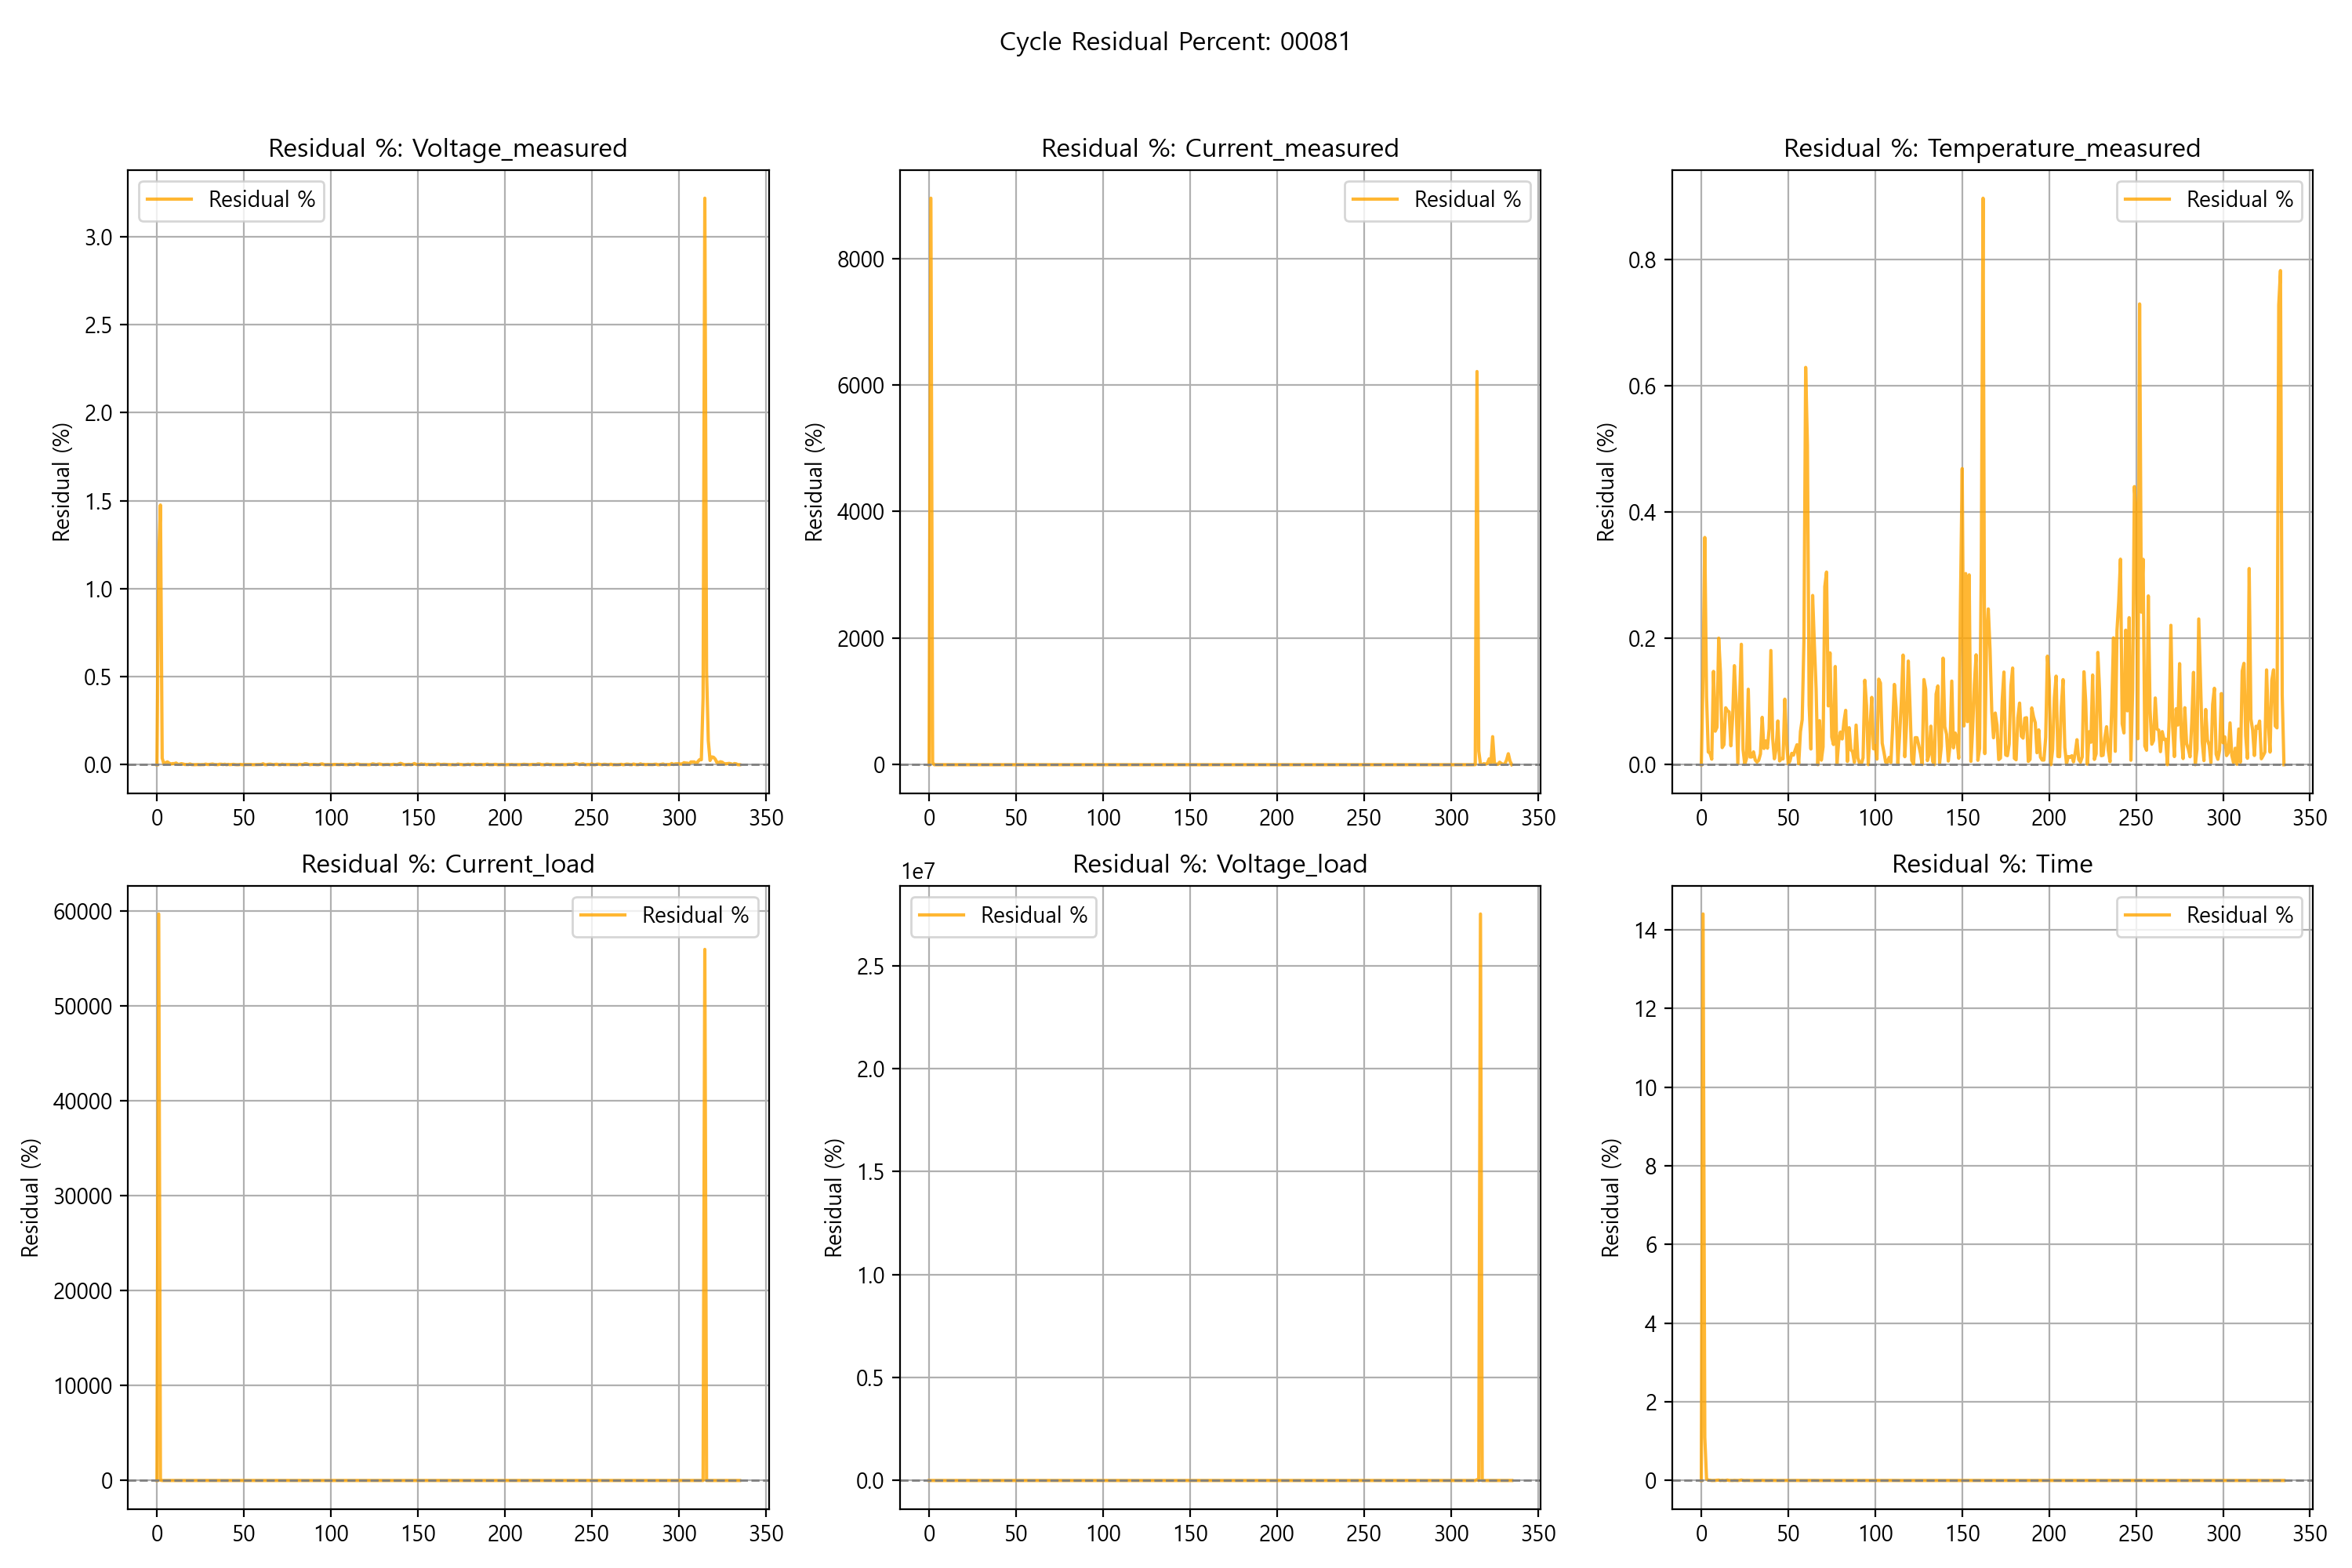 Cycle Residual Percent: 00081
Residual %: Voltage_measured
Residual %
Residual (%)
3.0
2.5
2.0
1.5
1.0
0.5
0.0
0 50 100 150 200 250 300 350
Residual %: Current_measured
Residual %
Residual (%)
8000
6000
4000
2000
0
0 50 100 150 200 250 300 350
Residual %: Temperature_measured
Residual %
Residual (%)
0.8
0.6
0.4
0.2
0.0
0 50 100 150 200 250 300 350
Residual %: Current_load
Residual %
Residual (%)
60000
50000
40000
30000
20000
10000
0
0 50 100 150 200 250 300 350
Residual %: Voltage_load
1e7
Residual %
Residual (%)
2.5
2.0
1.5
1.0
0.5
0.0
0 50 100 150 200 250 300 350
Residual %: Time
Residual %
Residual (%)
14
12
10
8
6
4
2
0
0 50 100 150 200 250 300 350